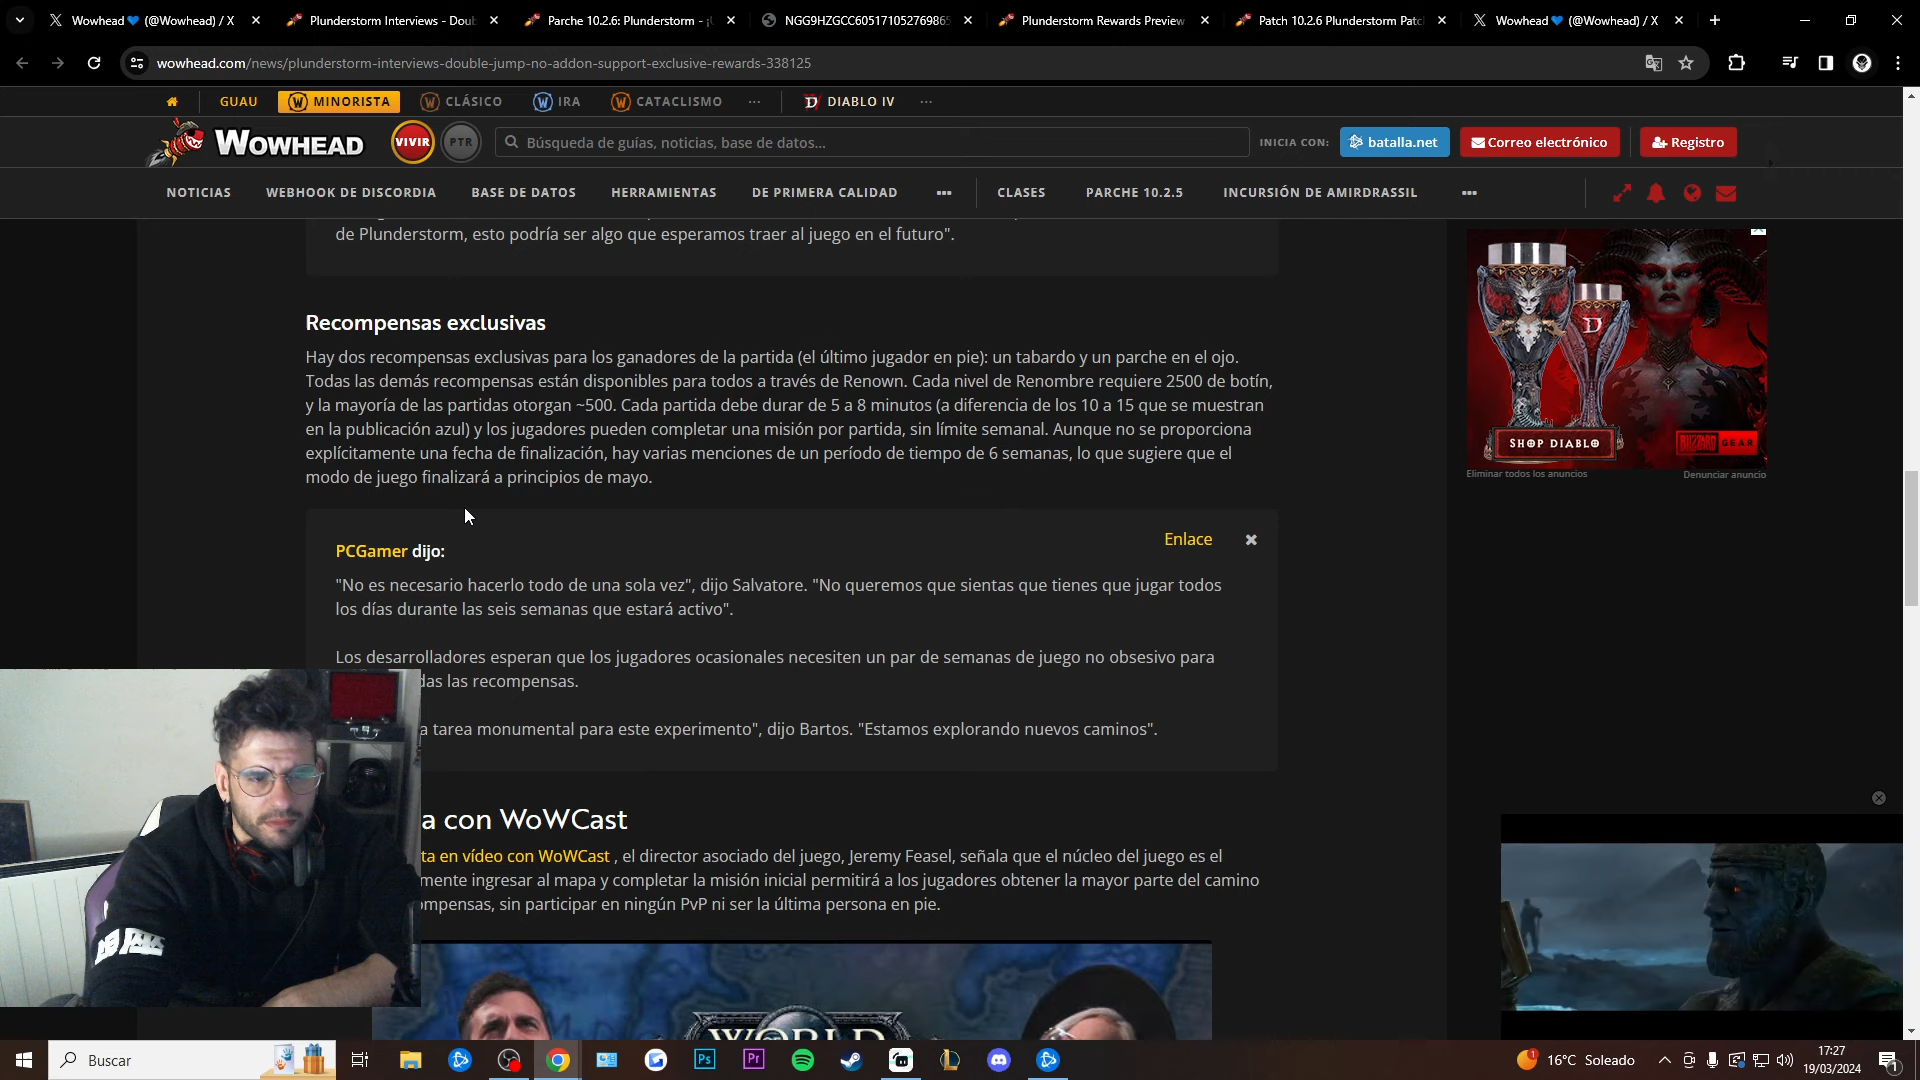 Wowhead💙 (@Wowhead) / X
Plunderstorm Interviews - Doub
Parche 10.2.6: Plunderstorm - ¡U
NGG9HZGCC60517105276986
Plunderstorm Rewards Preview
Patch 10.2.6 Plunderstorm Patc
Wowhead💙 (@Wowhead) / X
wowhead.com/news/plunderstorm-interviews-double-jump-no-addon-support-exclusive-rewards-338125
GUAU
MINORISTA
CLÁSICO
IRA
CATACLISMO
DIABLO IV
WOWHEAD
VIVIR
PTR
Búsqueda de guías, noticias, base de datos...
INICIA CON:
batalla.net
Correo electrónico
Registro
NOTICIAS
WEBHOOK DE DISCORDIA
BASE DE DATOS
HERRAMIENTAS
DE PRIMERA CALIDAD
CLASES
PARCHE 10.2.5
INCURSIÓN DE AMIRDRASSIL
de Plunderstorm, esto podría ser algo que esperamos traer al juego en el futuro".
Recompensas exclusivas
Hay dos recompensas exclusivas para los ganadores de la partida (el último jugador en pie): un tabardo y un parche en el ojo.
Todas las demás recompensas están disponibles para todos a través de Renown. Cada nivel de Renombre requiere 2500 de botín,
y la mayoría de las partidas otorgan ~500. Cada partida debe durar de 5 a 8 minutos (a diferencia de los 10 a 15 que se muestran
en la publicación azul) y los jugadores pueden completar una misión por partida, sin límite semanal. Aunque no se proporciona
explícitamente una fecha de finalización, hay varias menciones de un período de tiempo de 6 semanas, lo que sugiere que el
modo de juego finalizará a principios de mayo.
SHOP DIABLO
BLIZZARD GEAR
Eliminar todos los anuncios
Denunciar anuncio
PCGamer dijo:
Enlace
"No es necesario hacerlo todo de una sola vez", dijo Salvatore. "No queremos que sientas que tienes que jugar todos
los días durante las seis semanas que estará activo".
Los desarrolladores esperan que los jugadores ocasionales necesiten un par de semanas de juego no obsesivo para
das las recompensas.
a tarea monumental para este experimento", dijo Bartos. "Estamos explorando nuevos caminos".
a con WoWCast
ta en vídeo con WoWCast , el director asociado del juego, Jeremy Feasel, señala que el núcleo del juego es el
mente ingresar al mapa y completar la misión inicial permitirá a los jugadores obtener la mayor parte del camino
ompensas, sin participar en ningún PvP ni ser la última persona en pie.
WORLD
Buscar
Ps
Pr
16°C Soleado
17:27
19/03/2024